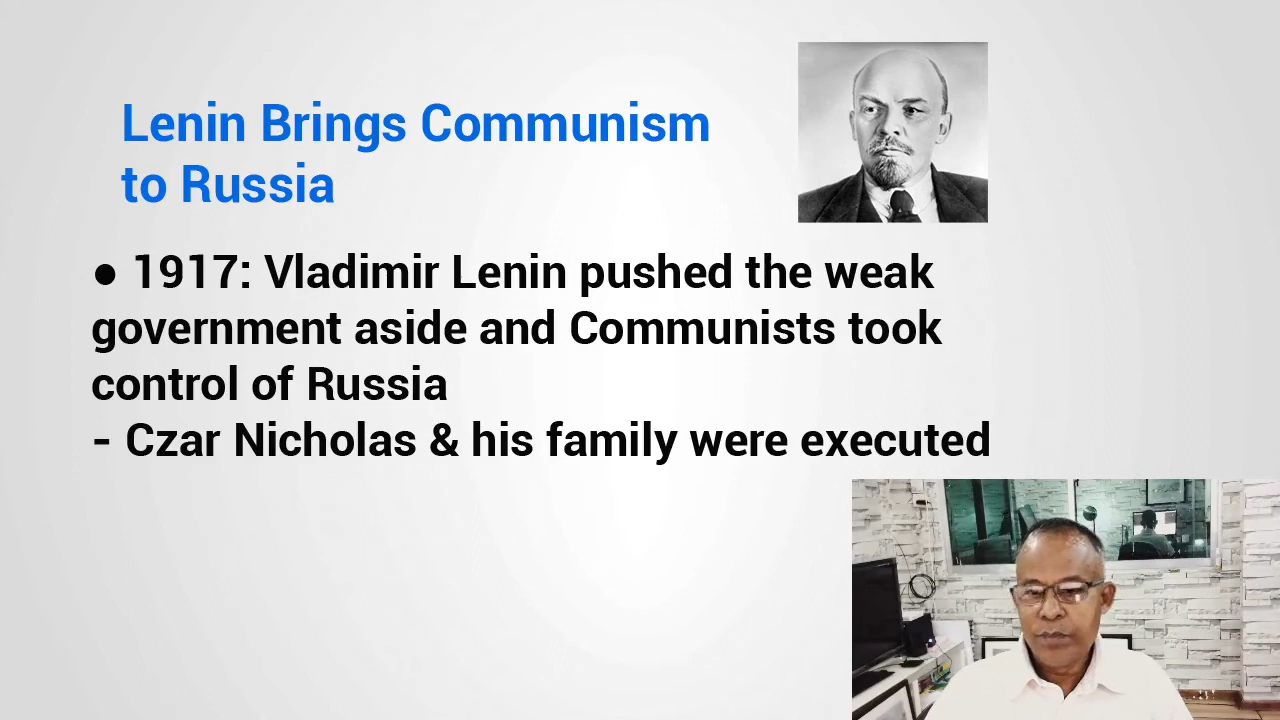 Lenin Brings Communism
to Russia
● 1917: Vladimir Lenin pushed the weak
government aside and Communists took
control of Russia
- Czar Nicholas & his family were executed